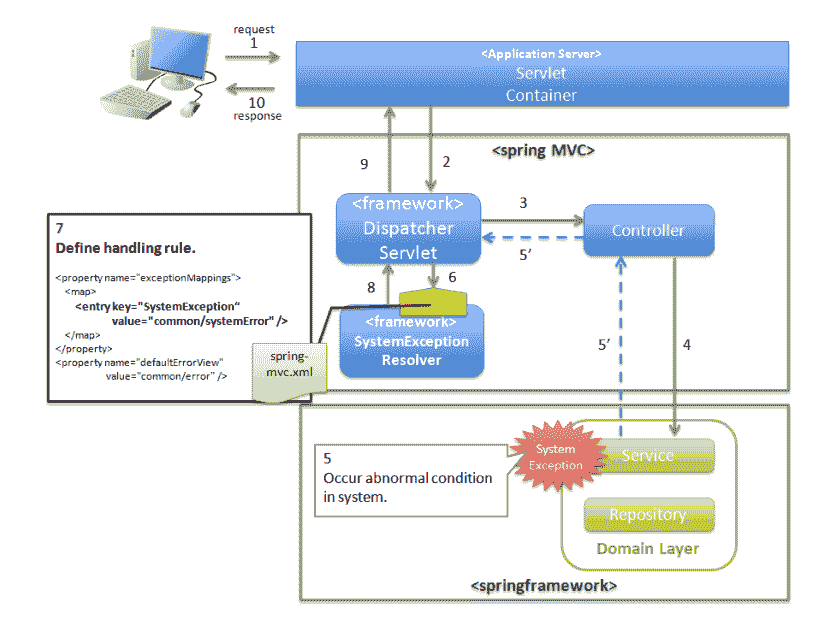 request
1
10
response
<Application Server>
Servlet
Container
9
2
<spring MVC>
<framework>
Dispatcher
Servlet
3
5’
Controller
7
Define handling rule.
<property name="exceptionMappings">
<map>
<entry key="SystemException“
value="common/systemError" />
</map>
</property>
<property name="defaultErrorView"
value="common/error" />
spring-
mvc.xml
8
6
<framework>
SystemException
Resolver
5’
4
5
Occur abnormal condition
in system.
System
Exception
Service
Repository
Domain Layer
<springframework>